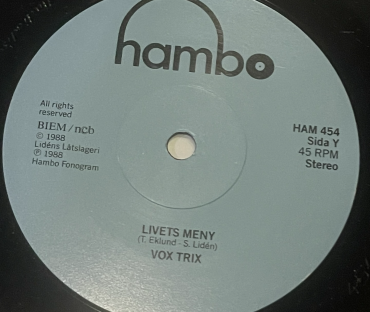 hambo
All rights
reserved
BIEM/ncb
© 1988
Lidéns Låtslageri
℗ 1988
Hambo Fonogram
HAM 454
Sida Y
45 RPM
Stereo
LIVETS MENY
(T. Eklund - S. Lidén)
VOX TRIX